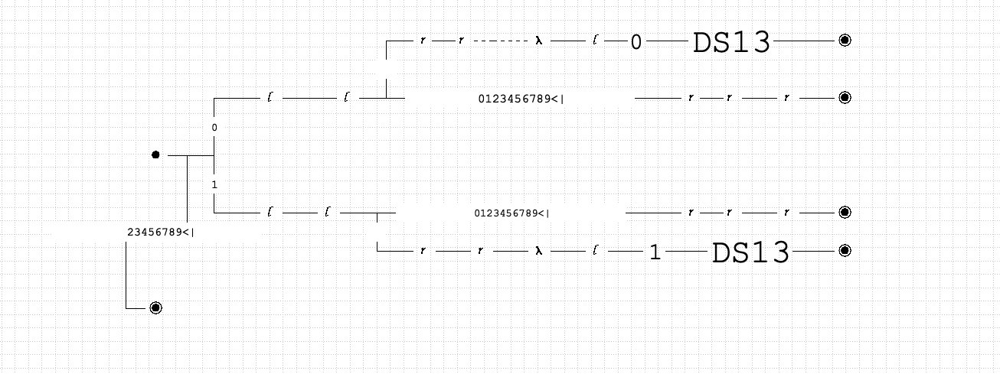 r r λ l 0 DS13
l l 0123456789<| r r r
0
1
l l 0123456789<| r r r
23456789<|
r r λ l 1 DS13